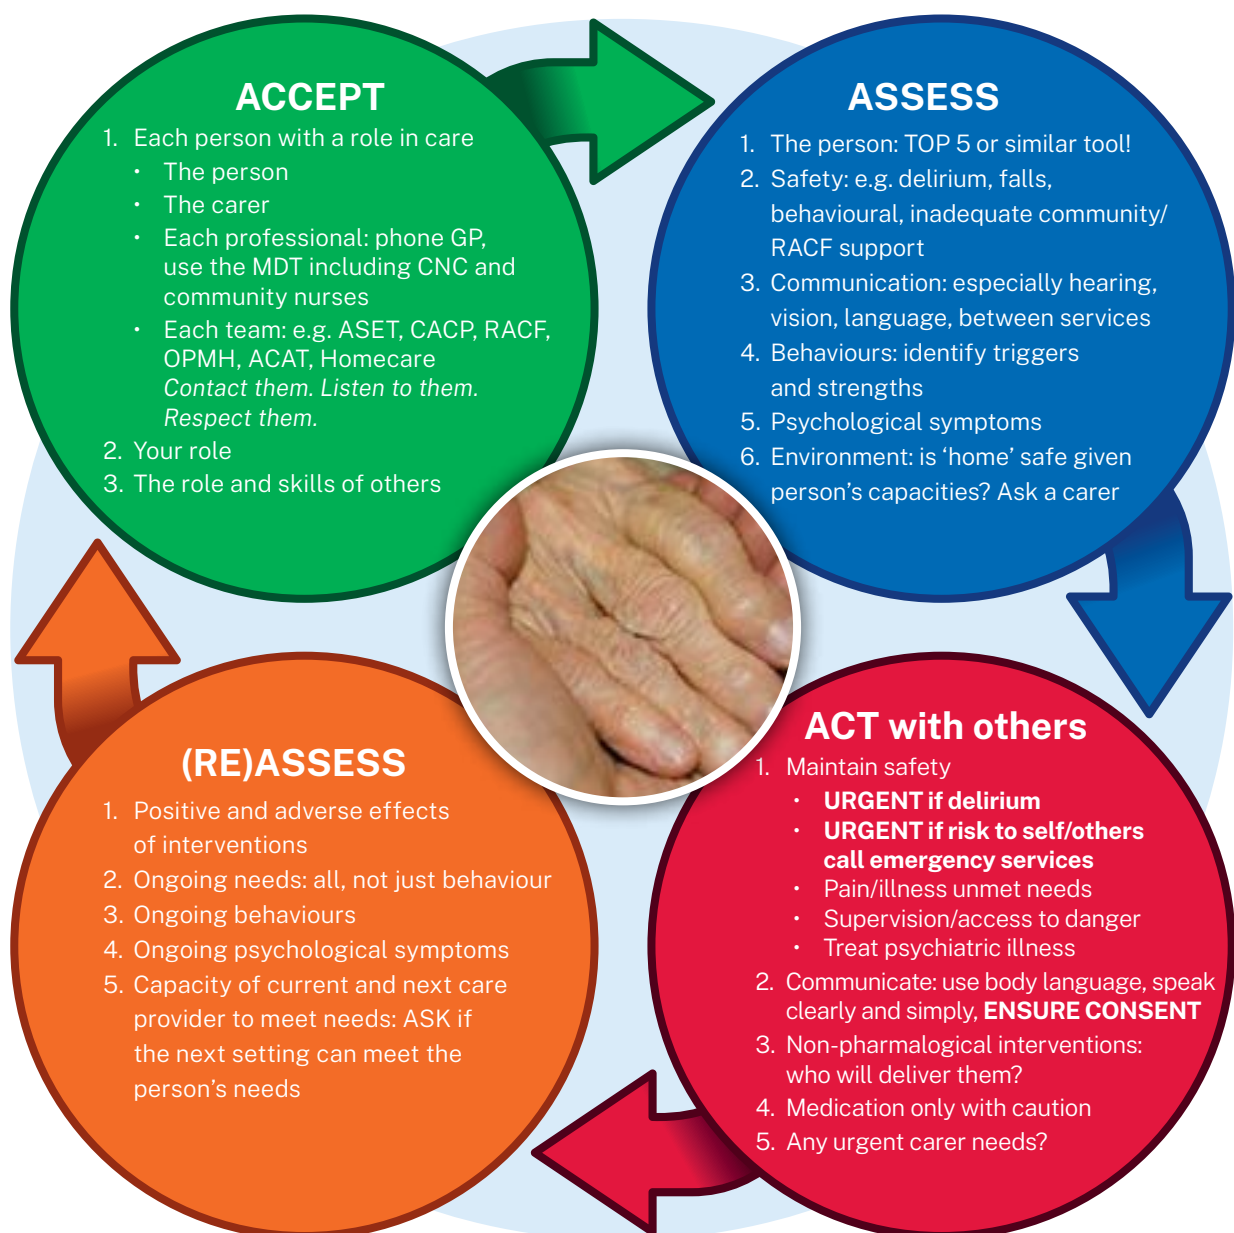 ACCEPT
1. Each person with a role in care
• The person
• The carer
• Each professional: phone GP,
use the MDT including CNC and
community nurses
• Each team: e.g. ASET, CACP, RACF,
OPMH, ACAT, Homecare
Contact them. Listen to them.
Respect them.
2. Your role
3. The role and skills of others
ASSESS
1. The person: TOP 5 or similar tool!
2. Safety: e.g. delirium, falls,
behavioural, inadequate community/
RACF support
3. Communication: especially hearing,
vision, language, between services
4. Behaviours: identify triggers
and strengths
5. Psychological symptoms
6. Environment: is ‘home’ safe given
person’s capacities? Ask a carer
ACT with others
1. Maintain safety
• URGENT if delirium
• URGENT if risk to self/others
call emergency services
• Pain/illness unmet needs
• Supervision/access to danger
• Treat psychiatric illness
2. Communicate: use body language, speak
clearly and simply, ENSURE CONSENT
3. Non-pharmalogical interventions:
who will deliver them?
4. Medication only with caution
5. Any urgent carer needs?
(RE)ASSESS
1. Positive and adverse effects
of interventions
2. Ongoing needs: all, not just behaviour
3. Ongoing behaviours
4. Ongoing psychological symptoms
5. Capacity of current and next care
provider to meet needs: ASK if
the next setting can meet the
person’s needs